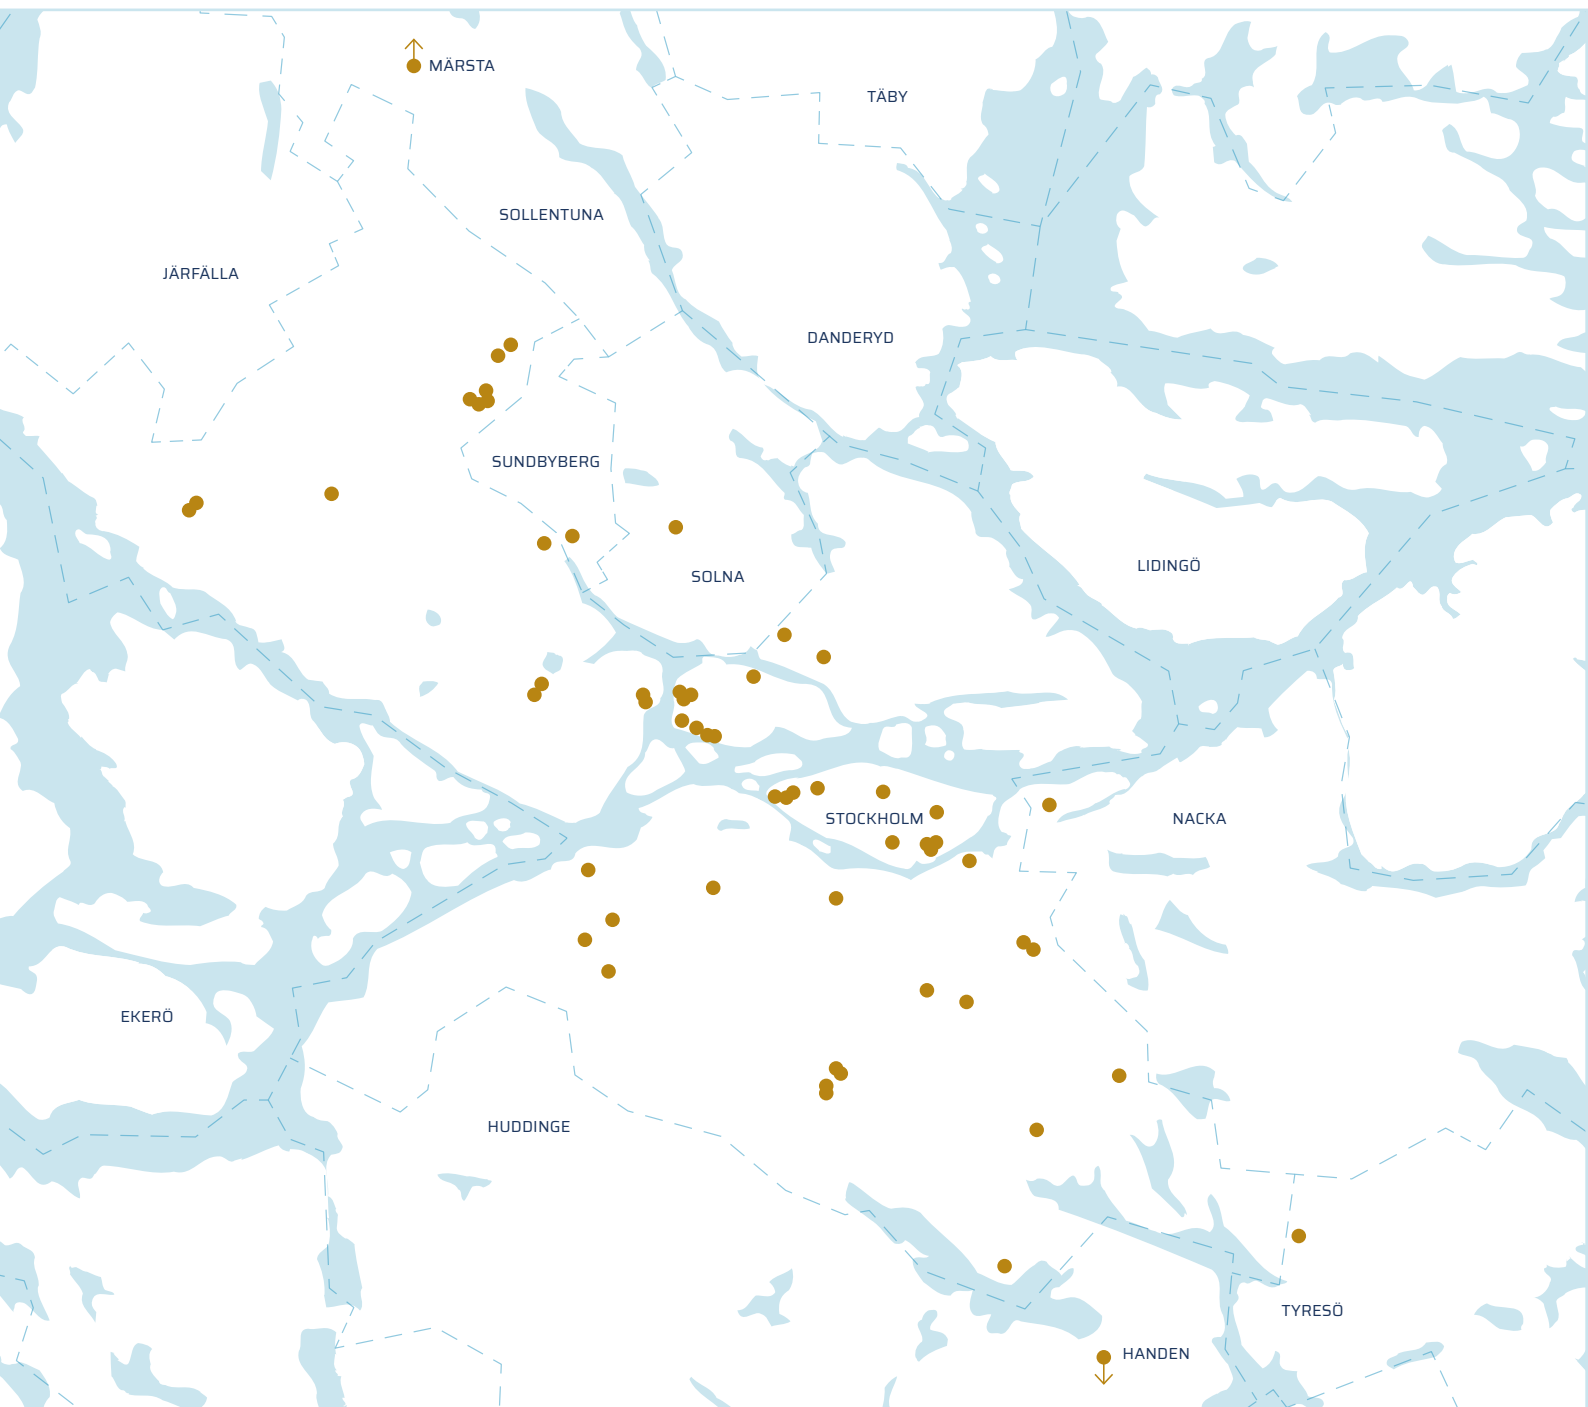 MÄRSTA
TÄBY
SOLLENTUNA
JÄRFÄLLA
DANDERYD
SUNDBYBERG
LIDINGÖ
SOLNA
STOCKHOLM
NACKA
EKERÖ
HUDDINGE
TYRESÖ
HANDEN